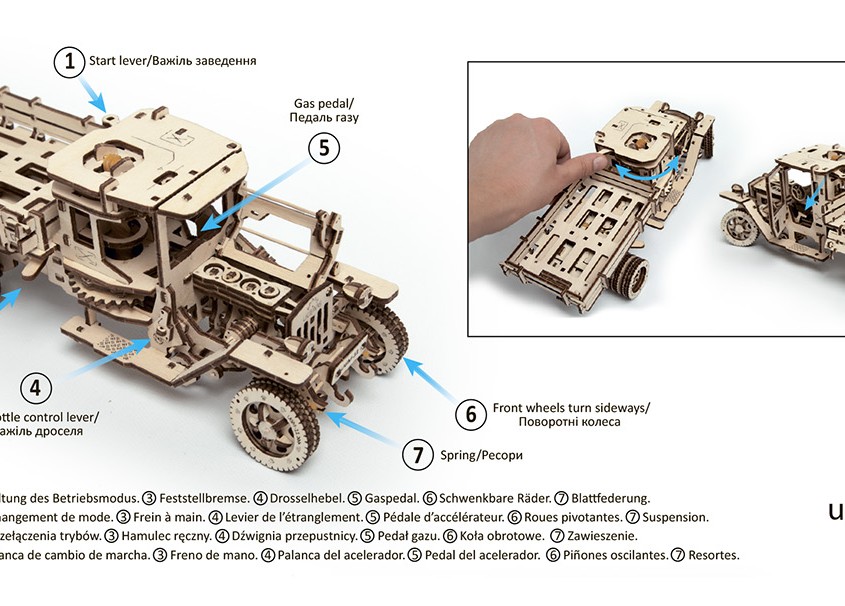 1 Start lever/Важіль заведення
Gas pedal/
Педаль газу
5
4
ottle control lever/
ажіль дроселя
6 Front wheels turn sideways/
Поворотні колеса
7 Spring/Ресори
ltung des Betriebsmodus. ③ Feststellbremse. ④ Drosselhebel. ⑤ Gaspedal. ⑥ Schwenkbare Räder. ⑦ Blattfederung.
hangement de mode. ③ Frein à main. ④ Levier de l’étranglement. ⑤ Pédale d’accélérateur. ⑥ Roues pivotantes. ⑦ Suspension.
zełączenia trybów. ③ Hamulec ręczny. ④ Dźwignia przepustnicy. ⑤ Pedal gazu. ⑥ Koła obrotowe. ⑦ Zawieszenie.
lanca de cambio de marcha. ③ Freno de mano. ④ Palanca del acelerador. ⑤ Pedal del acelerador. ⑥ Piñones oscilantes. ⑦ Resortes.
u